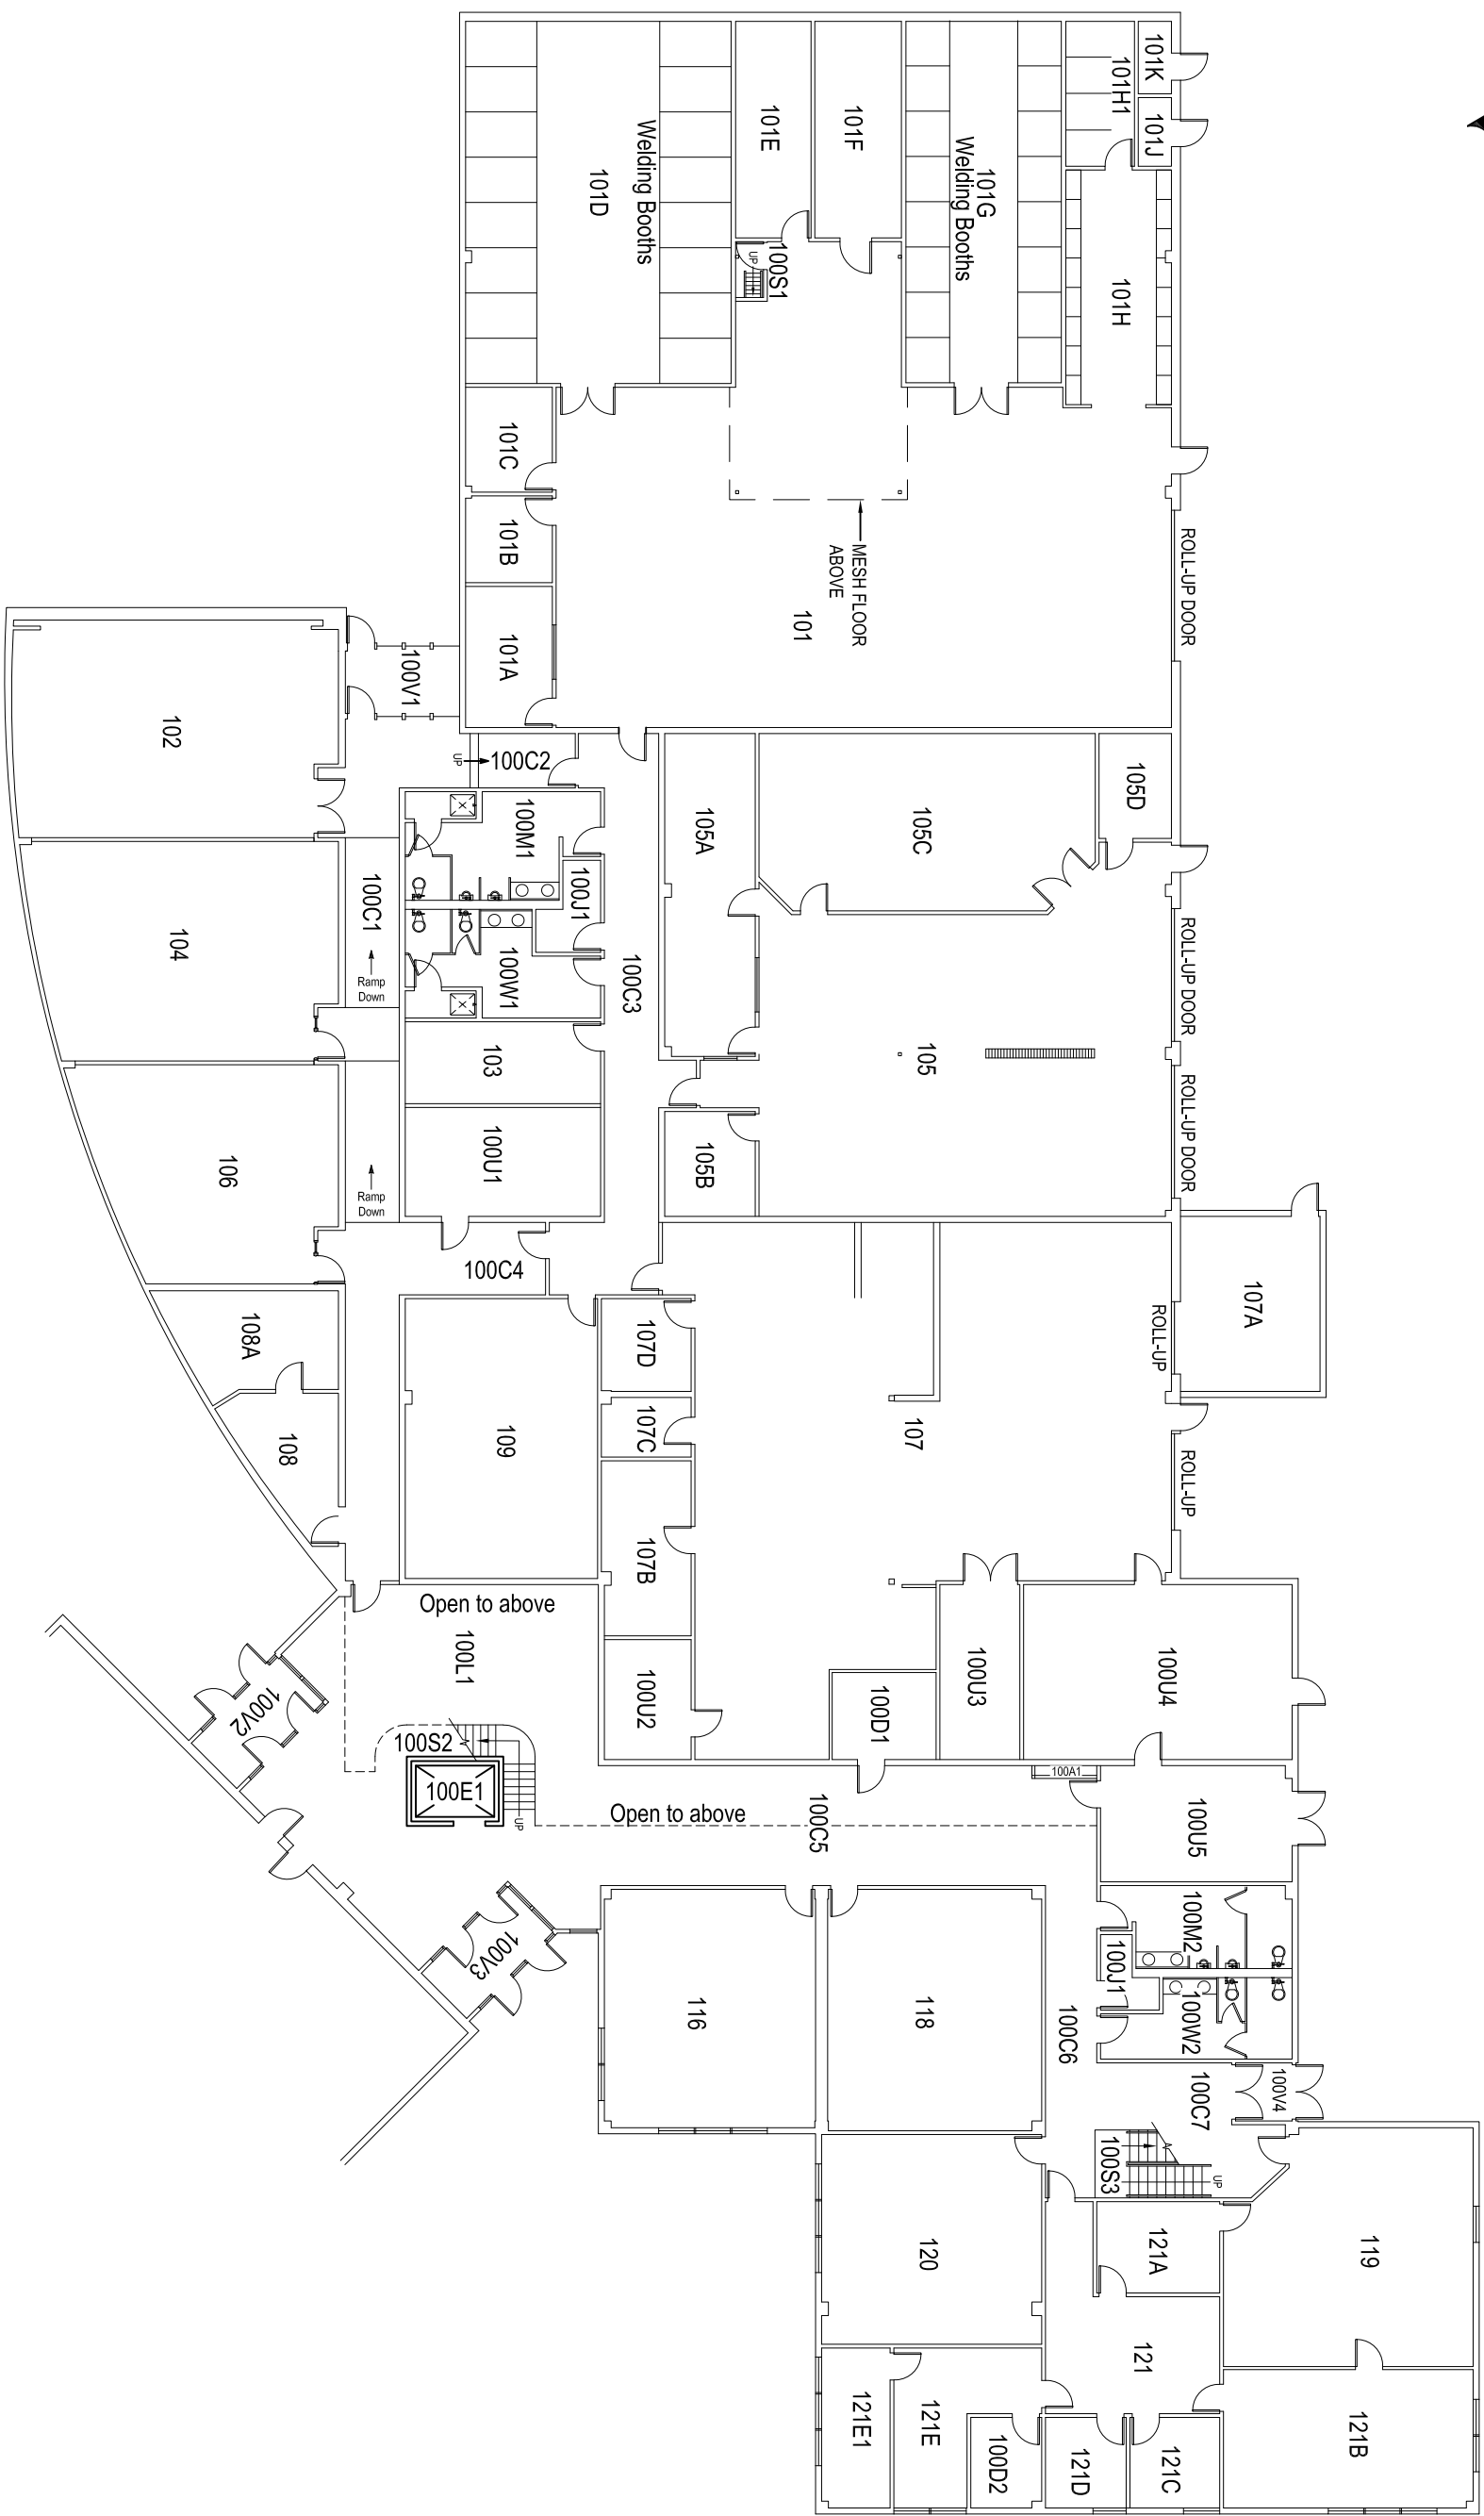 101K
101J
101H1
101E
101F
101G
Welding Booths
Welding Booths
101D
100S1
UP
101H
101C
101B
101A
MESH FLOOR
ABOVE
ROLL-UP DOOR
101
100V1
102
UP
100C2
105D
105C
105A
100M1
100J1
100C1
Ramp
Down
104
100W1
100C3
ROLL-UP DOOR
105
103
ROLL-UP DOOR
105B
100U1
Ramp
Down
106
100C4
107A
ROLL-UP
107D
108A
107C
107
109
108
ROLL-UP
107B
Open to above
100L1
100U2
100U3
100U4
100D1
100V2
100S2
100E1
UP
100A1
Open to above
100C5
100U5
100M2
100J1
100V3
116
118
100C6
100W2
100C7
100V4
100S3
UP
119
121A
120
121
121B
121E1
121E
100D2
121D
121C